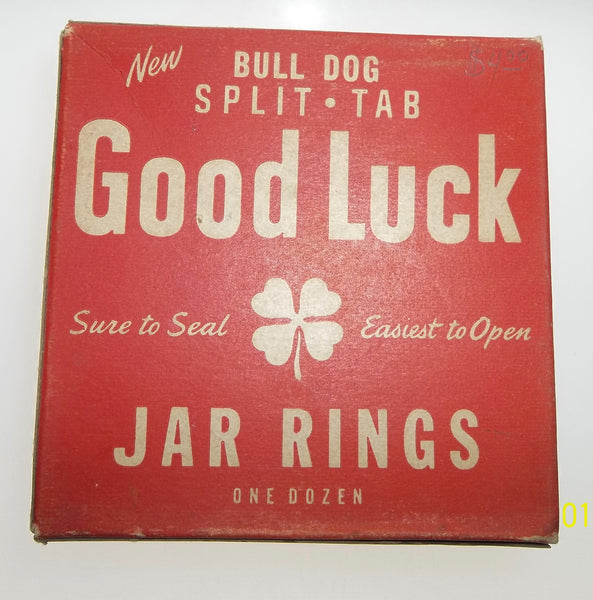 New
BULL DOG
SPLIT • TAB
Good Luck
Sure to Seal
Easiest to Open
JAR RINGS
ONE DOZEN
01